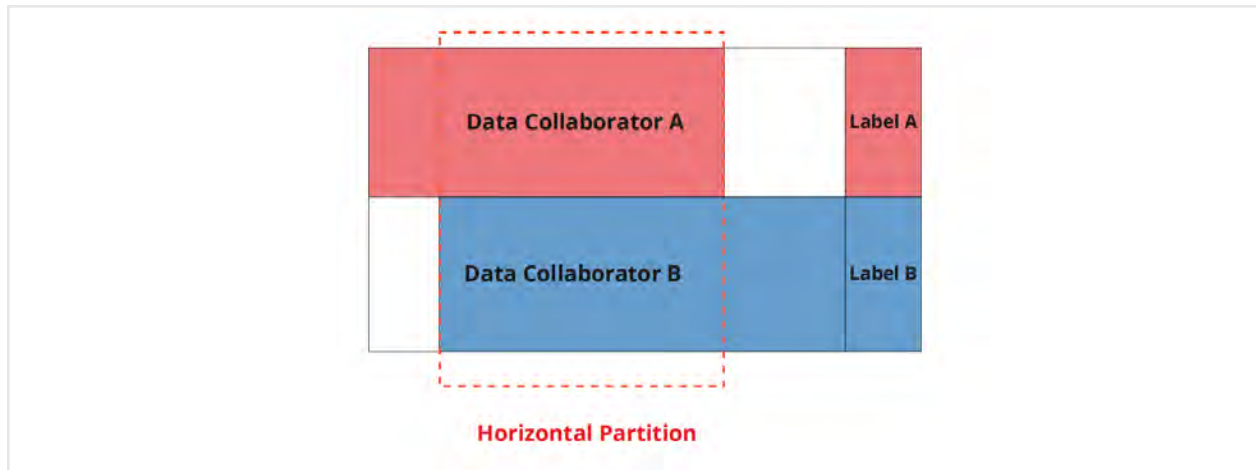 Data Collaborator A
Label A
Data Collaborator B
Label B
Horizontal Partition